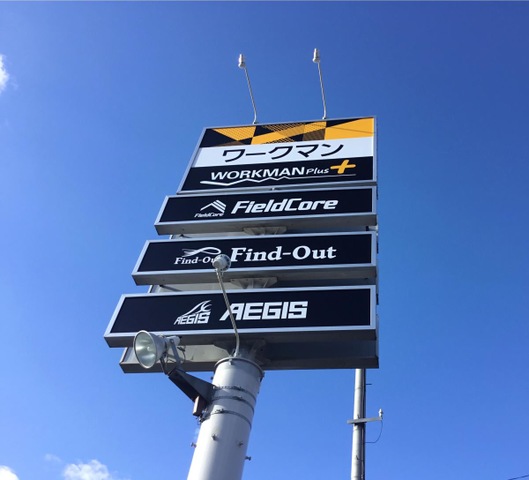 ワークマン
WORKMAN Plus+
FieldCore FieldCore
Find-Out Find-Out
AEGIS AEGIS